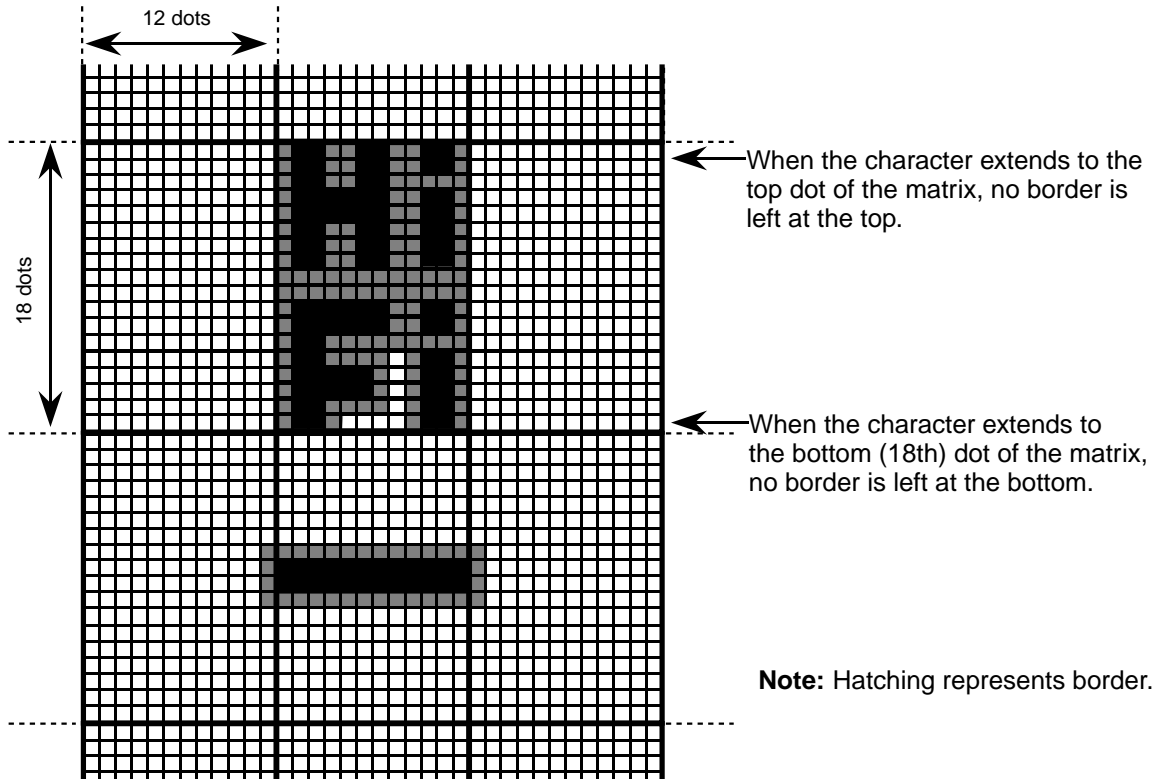 12 dots
18 dots
Hi
Fi
When the character extends to the
top dot of the matrix, no border is
left at the top.
When the character extends to
the bottom (18th) dot of the matrix,
no border is left at the bottom.
Note: Hatching represents border.